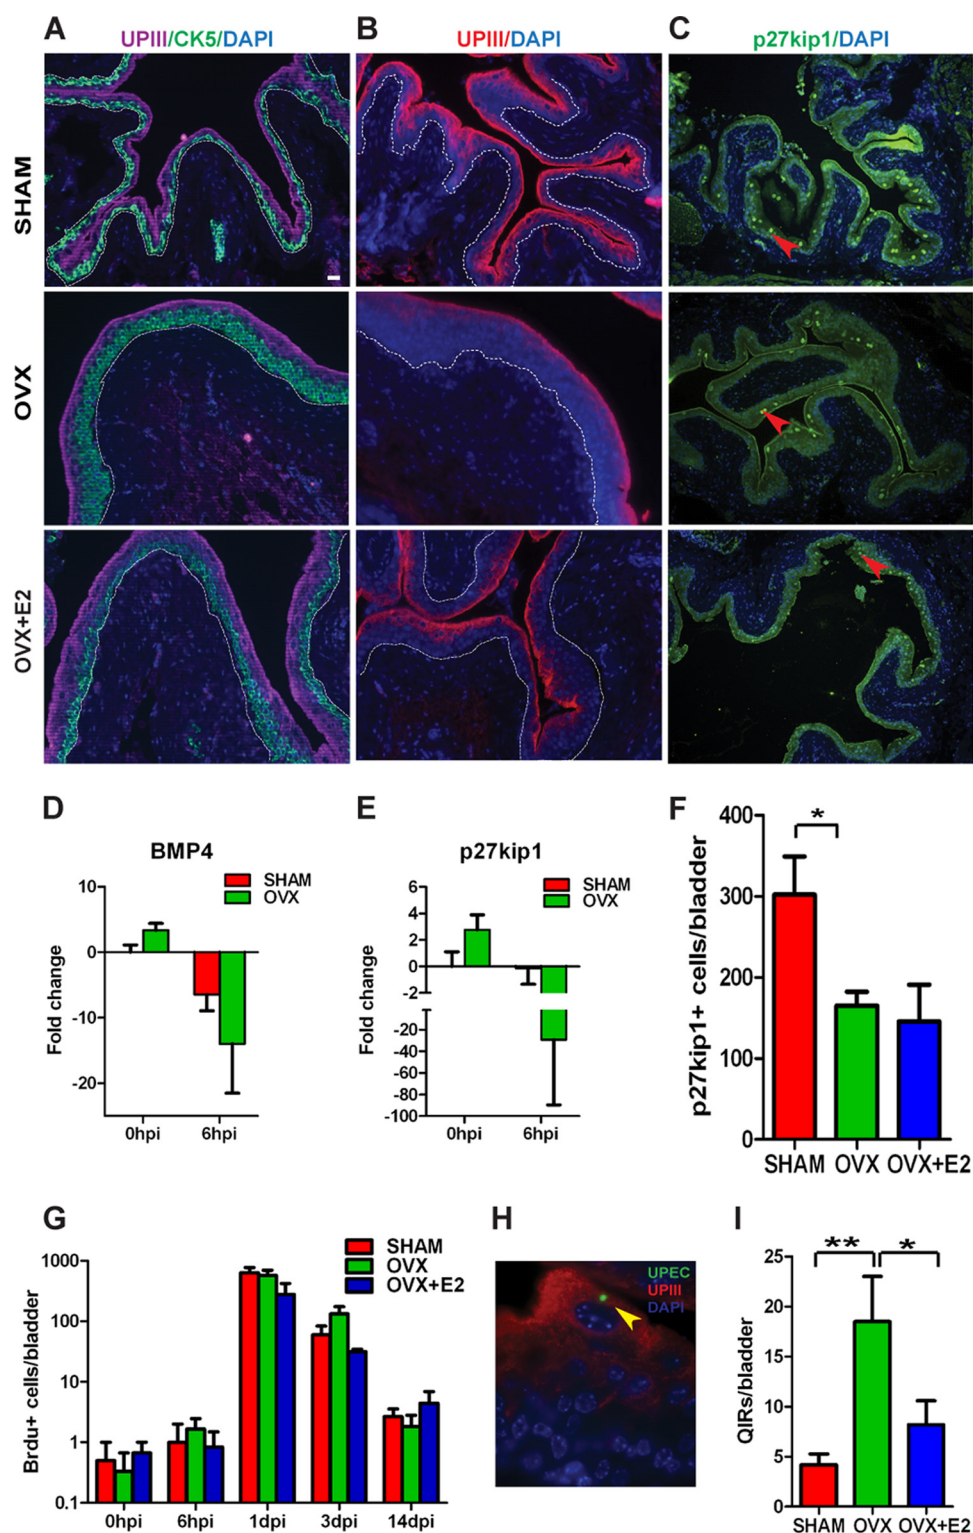 A
UPIII/CK5/DAPI
B
UPIII/DAPI
C
p27kip1/DAPI
SHAM
OVX
OVX+E2
D
BMP4
SHAM
OVX
Fold change
10
0
-10
-20
0hpi
6hpi
E
p27kip1
SHAM
OVX
Fold change
6
4
2
0
-2
-20
-40
-60
-80
-100
0hpi
6hpi
F
p27kip1+ cells/bladder
400
300
200
100
0
*
SHAM
OVX
OVX+E2
G
SHAM
OVX
OVX+E2
Brdu+ cells/bladder
1000
100
10
1
0.1
0hpi
6hpi
1dpi
3dpi
14dpi
H
UPEC
UPIII
DAPI
I
QIRs/bladder
25
20
15
10
5
0
**
*
SHAM
OVX
OVX+E2